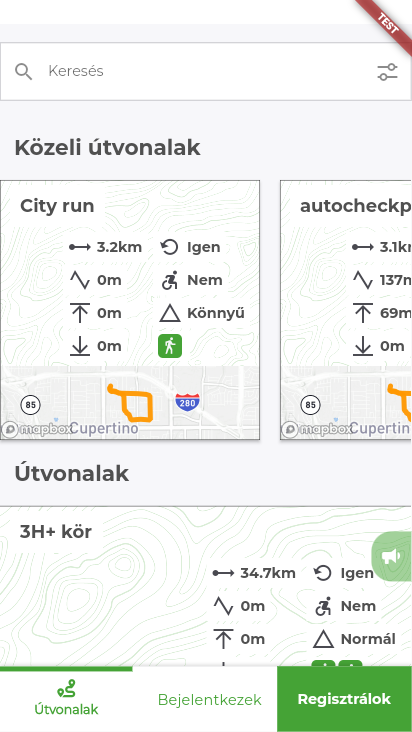 TEST
Keresés
Közeli útvonalak
City run
3.2km Igen
0m Nem
0m Könnyű
0m
85
280
mapbox
Cupertino
autocheckp
3.1k
137m
69m
0m
85
mapbox
Cupertin
Útvonalak
3H+ kör
34.7km Igen
0m Nem
0m Normál
Útvonalak
Bejelentkezek
Regisztrálok